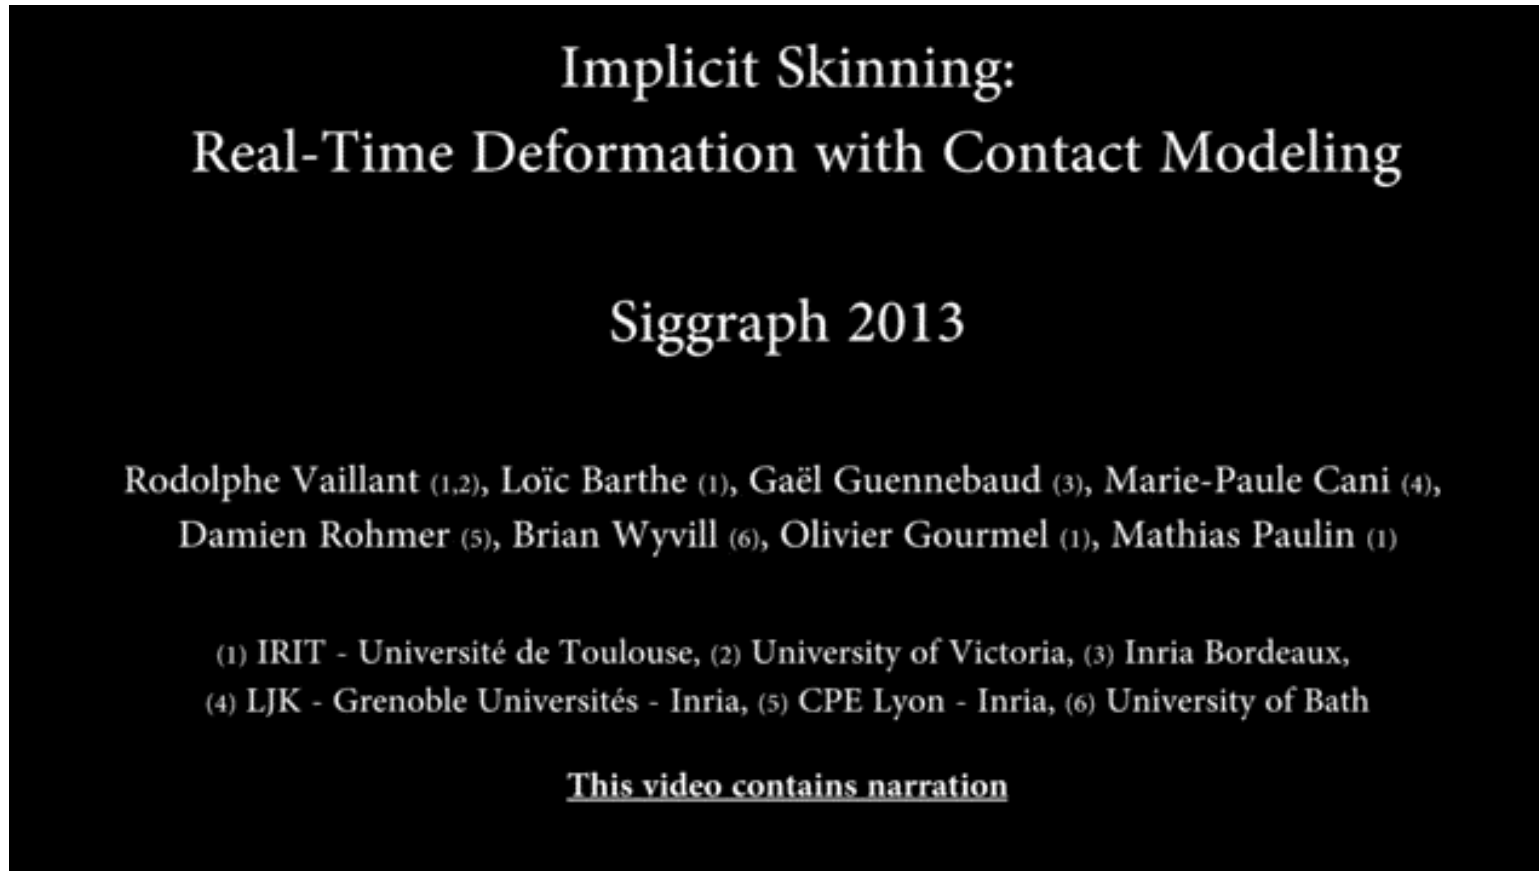 Implicit Skinning:
Real-Time Deformation with Contact Modeling
Siggraph 2013
Rodolphe Vaillant (1,2), Loïc Barthe (1), Gaël Guennebaud (3), Marie-Paule Cani (4),
Damien Rohmer (5), Brian Wyvill (6), Olivier Gourmel (1), Mathias Paulin (1)
(1) IRIT - Université de Toulouse, (2) University of Victoria, (3) Inria Bordeaux,
(4) LJK - Grenoble Universités - Inria, (5) CPE Lyon - Inria, (6) University of Bath
This video contains narration